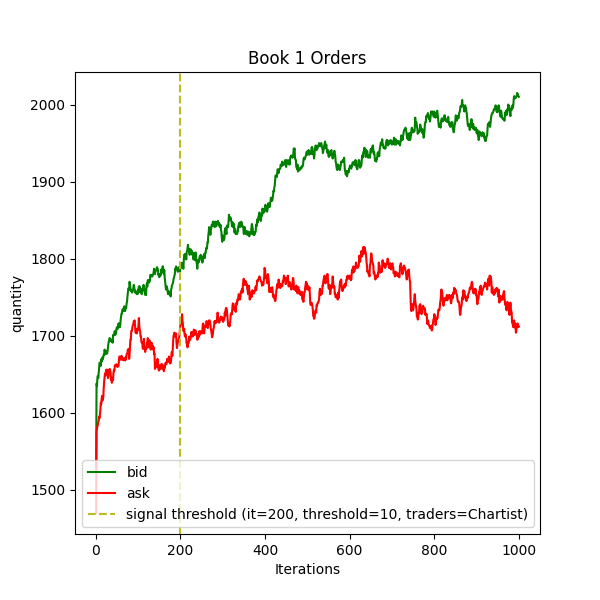 Book 1 Orders
quantity
2000
1900
1800
1700
1600
1500
bid
ask
signal threshold (it=200, threshold=10, traders=Chartist)
0 200 400 600 800 1000
Iterations